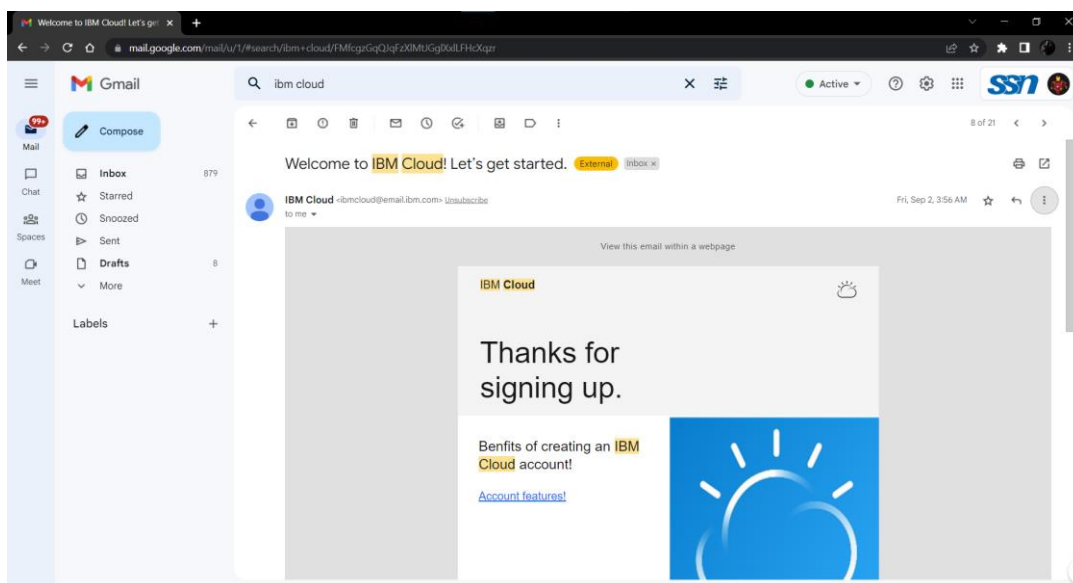 Welcome to IBM Cloud! Let's get
mail.google.com/mail/u/1/#search/ibm+cloud/FMfcgzGqQJqFzXlMtJGglXdLFHcXqzr
Gmail
ibm cloud
Active
SSN
99+
Mail
Compose
8 of 21
Inbox 879
Chat
Starred
Spaces
Snoozed
Sent
Meet
Drafts 8
More
Labels
Welcome to IBM Cloud! Let's get started. External Inbox x
IBM Cloud <ibmcloud@email.ibm.com> Unsubscribe
Fri, Sep 2, 3:56 AM
to me
View this email within a webpage
IBM Cloud
Thanks for
signing up.
Benfits of creating an IBM
Cloud account!
Account features!